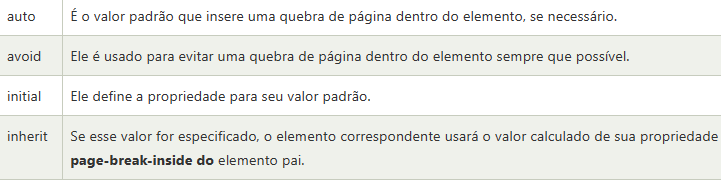 auto É o valor padrão que insere uma quebra de página dentro do elemento, se necessário.
avoid Ele é usado para evitar uma quebra de página dentro do elemento sempre que possível.
initial Ele define a propriedade para seu valor padrão.
inherit Se esse valor for especificado, o elemento correspondente usará o valor calculado de sua propriedade
page-break-inside do elemento pai.